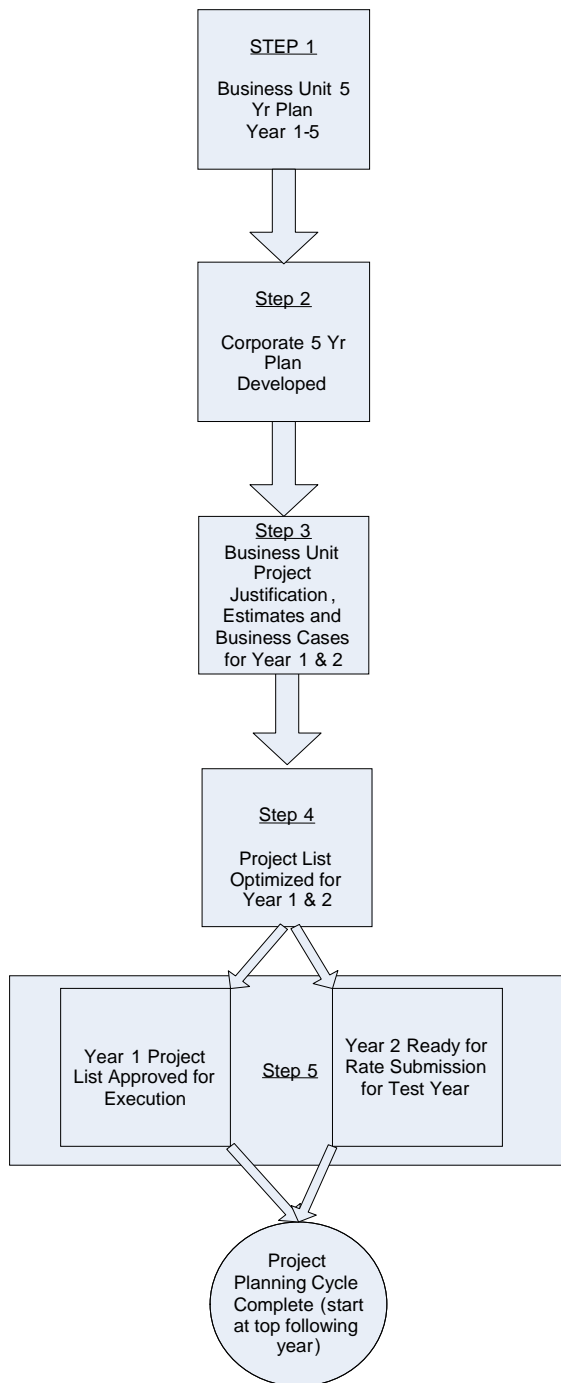 STEP 1
Business Unit 5
Yr Plan
Year 1-5
Step 2
Corporate 5 Yr
Plan
Developed
Step 3
Business Unit
Project
Justification ,
Estimates and
Business Cases
for Year 1 & 2
Step 4
Project List
Optimized for
Year 1 & 2
Year 1 Project
List Approved for
Execution
Step 5
Year 2 Ready for
Rate Submission
for Test Year
Project
Planning Cycle
Complete (start
at top following
year)